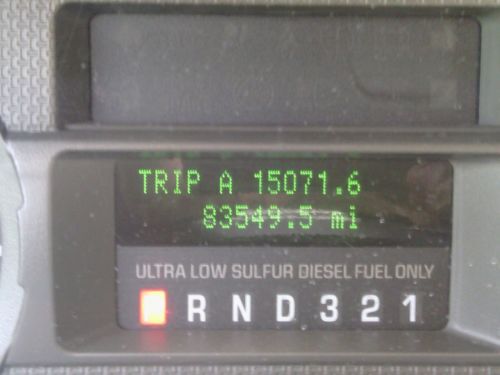 TRIP A 15071.6
83549.5 mi
ULTRA LOW SULFUR DIESEL FUEL ONLY
R N D 3 2 1